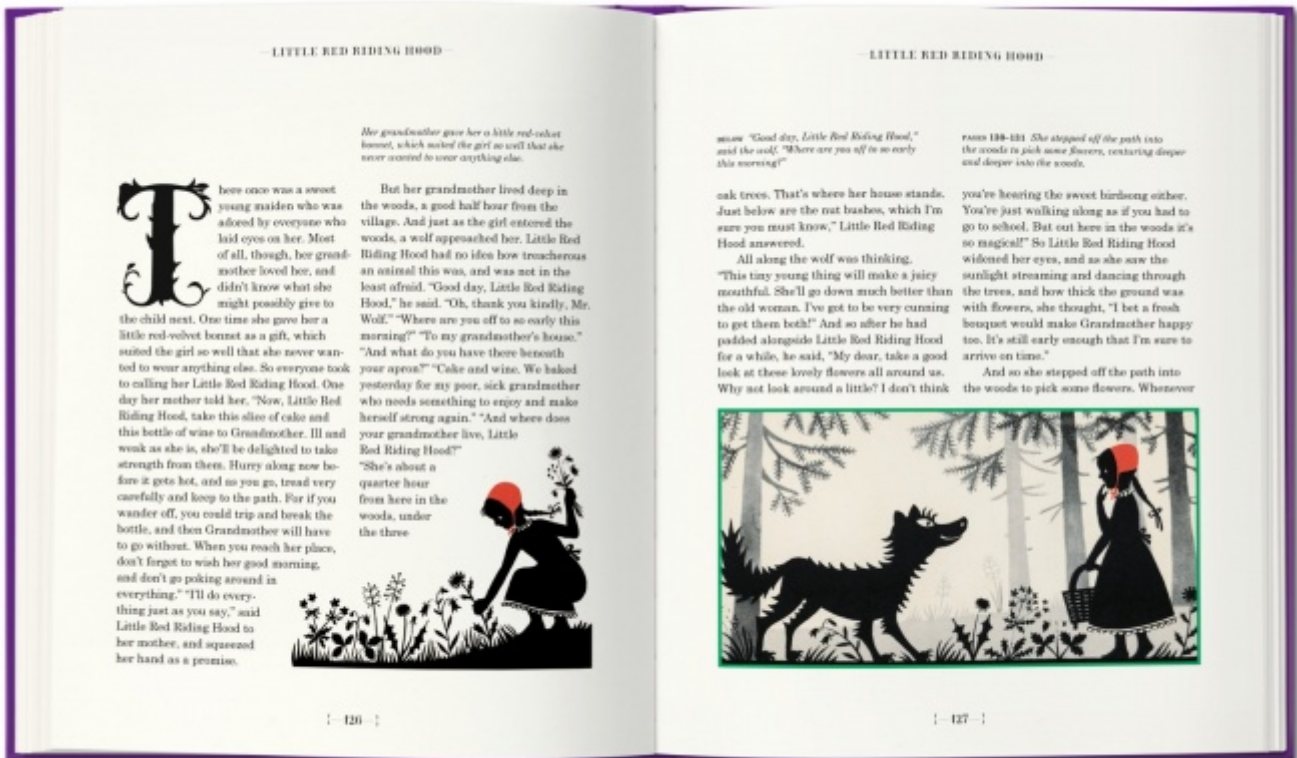 LITTLE RED RIDING HOOD
Her grandmother gave her a little red-velvet
bonnet, which suited the girl so well that she
never wanted to wear anything else.
There once was a sweet
young maiden who was
adored by everyone who
laid eyes on her. Most
of all, though, her grand-
mother loved her, and
didn't know what she
might possibly give to
the child next. One time she gave her a
little red-velvet bonnet as a gift, which
suited the girl so well that she never wan-
ted to wear anything else. So everyone took
to calling her Little Red Riding Hood. One
day her mother told her, "Now, Little Red
Riding Hood, take this slice of cake and
this bottle of wine to Grandmother. Ill and
weak as she is, she'll be delighted to take
strength from them. Hurry along now be-
fore it gets hot, and as you go, tread very
carefully and keep to the path. For if you
wander off, you could trip and break the
bottle, and then Grandmother will have
to go without. When you reach her place,
don't forget to wish her good morning,
and don't go poking around in
everything." "I'll do every-
thing just as you say," said
Little Red Riding Hood to
her mother, and squeezed
her hand as a promise.
But her grandmother lived deep in
the woods, a good half hour from the
village. And just as the girl entered the
woods, a wolf approached her. Little Red
Riding Hood had no idea how treacherous
an animal this was, and was not in the
least afraid. "Good day, Little Red Riding
Hood," he said. "Oh, thank you kindly, Mr.
Wolf." "Where are you off to so early this
morning?" "To my grandmother's house."
"And what do you have there beneath
your apron?" "Cake and wine. We baked
yesterday for my poor, sick grandmother
who needs something to enjoy and make
herself strong again." "And where does
your grandmother live, Little
Red Riding Hood?"
"She's about a
quarter hour
from here in the
woods, under
the three
126
LITTLE RED RIDING HOOD
BELOW "Good day, Little Red Riding Hood,"
said the wolf. "Where are you off to so early
this morning?"
PAGES 130–131 She stepped off the path into
the woods to pick some flowers, venturing deeper
and deeper into the woods.
oak trees. That's where her house stands.
Just below are the nut bushes, which I'm
sure you must know," Little Red Riding
Hood answered.
All along the wolf was thinking,
"This tiny young thing will make a juicy
mouthful. She'll go down much better than
the old woman. I've got to be very cunning
to get them both!" And so after he had
padded alongside Little Red Riding Hood
for a while, he said, "My dear, take a good
look at these lovely flowers all around us.
Why not look around a little? I don't think
you're hearing the sweet birdsong either.
You're just walking along as if you had to
go to school. But out here in the woods it's
so magical!" So Little Red Riding Hood
widened her eyes, and as she saw the
sunlight streaming and dancing through
the trees, and how thick the ground was
with flowers, she thought, "I bet a fresh
bouquet would make Grandmother happy
too. It's still early enough that I'm sure to
arrive on time."
And so she stepped off the path into
the woods to pick some flowers. Whenever
127